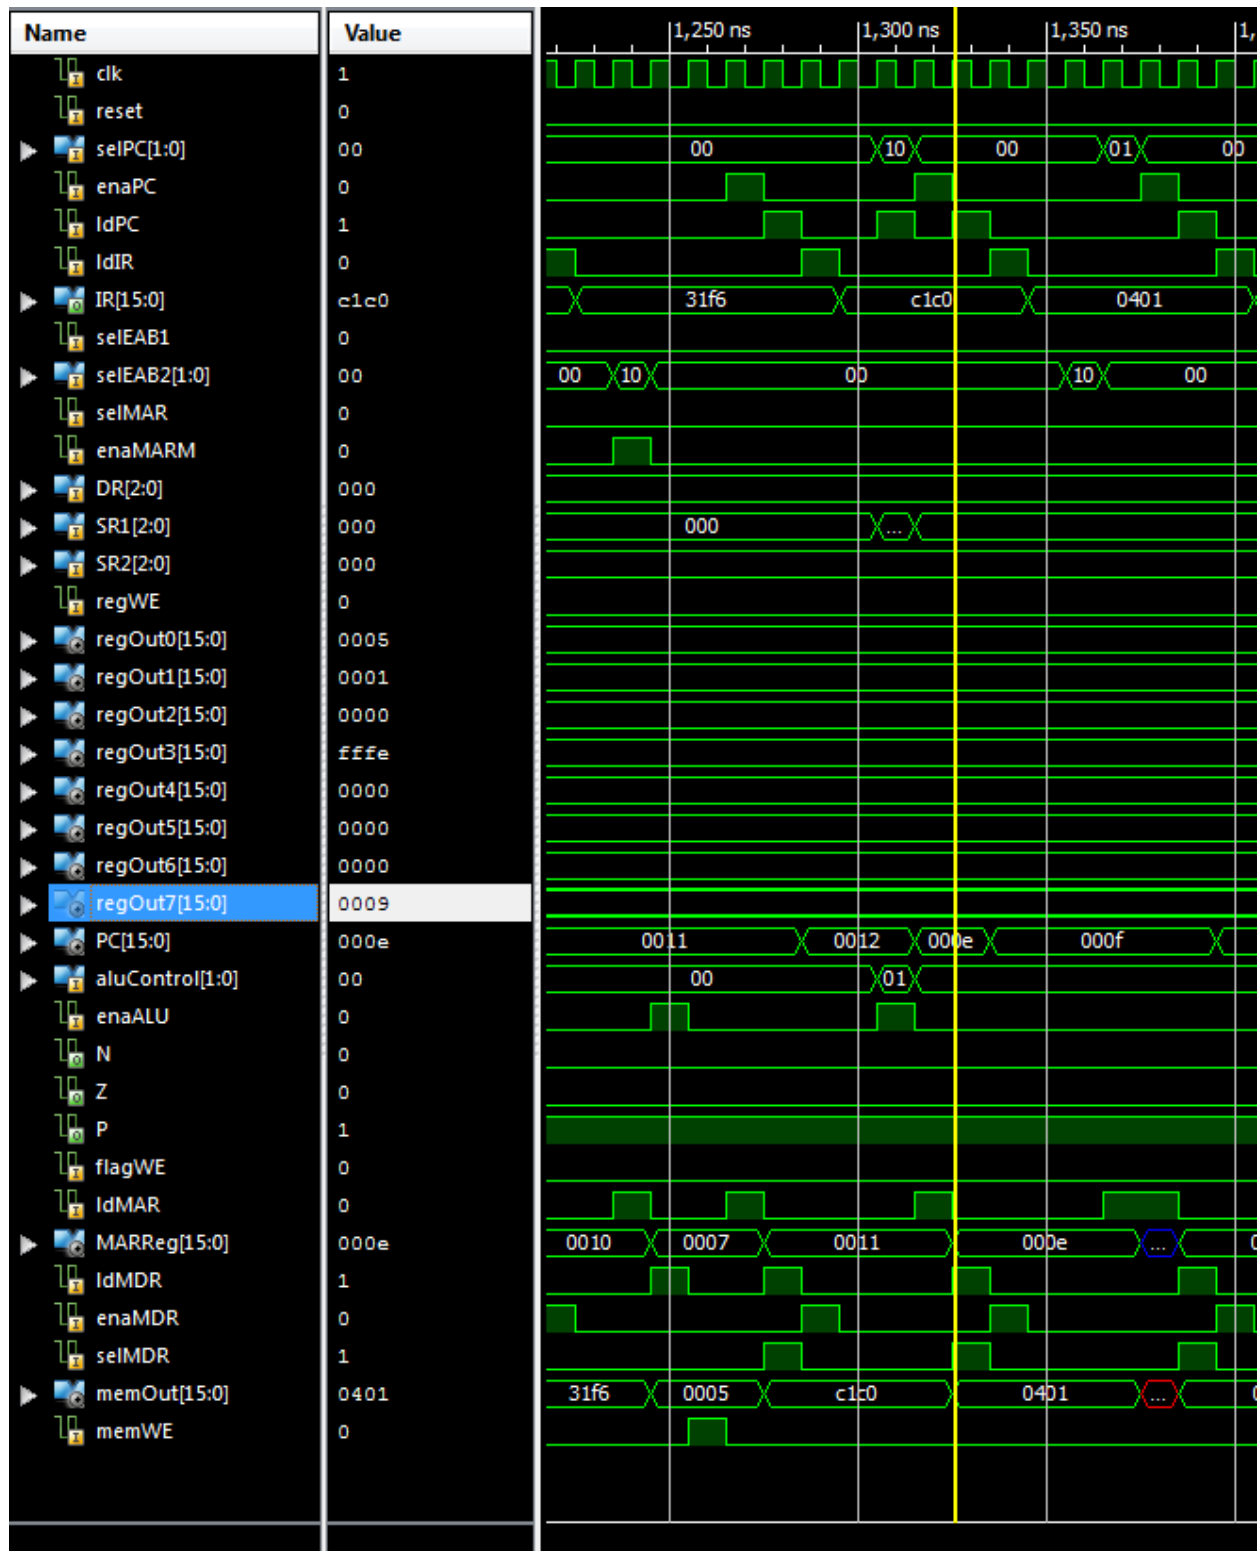 Name Value 1,250 ns 1,300 ns 1,350 ns 1,
clk 1
reset 0
selPC[1:0] 00 00 10 00 01 00
enaPC 0
ldPC 1
ldIR 0
IR[15:0] c1c0 31f6 c1c0 0401
selEAB1 0
selEAB2[1:0] 00 00 10 00 10 00
selMAR 0
enaMARM 0
DR[2:0] 000
SR1[2:0] 000 000 ...
SR2[2:0] 000
regWE 0
regOut0[15:0] 0005
regOut1[15:0] 0001
regOut2[15:0] 0000
regOut3[15:0] fffe
regOut4[15:0] 0000
regOut5[15:0] 0000
regOut6[15:0] 0000
regOut7[15:0] 0009
PC[15:0] 000e 0011 0012 000e 000f
aluControl[1:0] 00 00 01
enaALU 0
N 0
Z 0
P 1
flagWE 0
ldMAR 0
MARReg[15:0] 000e 0010 0007 0011 000e ...
ldMDR 1
enaMDR 0
selMDR 1
memOut[15:0] 0401 31f6 0005 c1c0 0401 ...
memWE 0